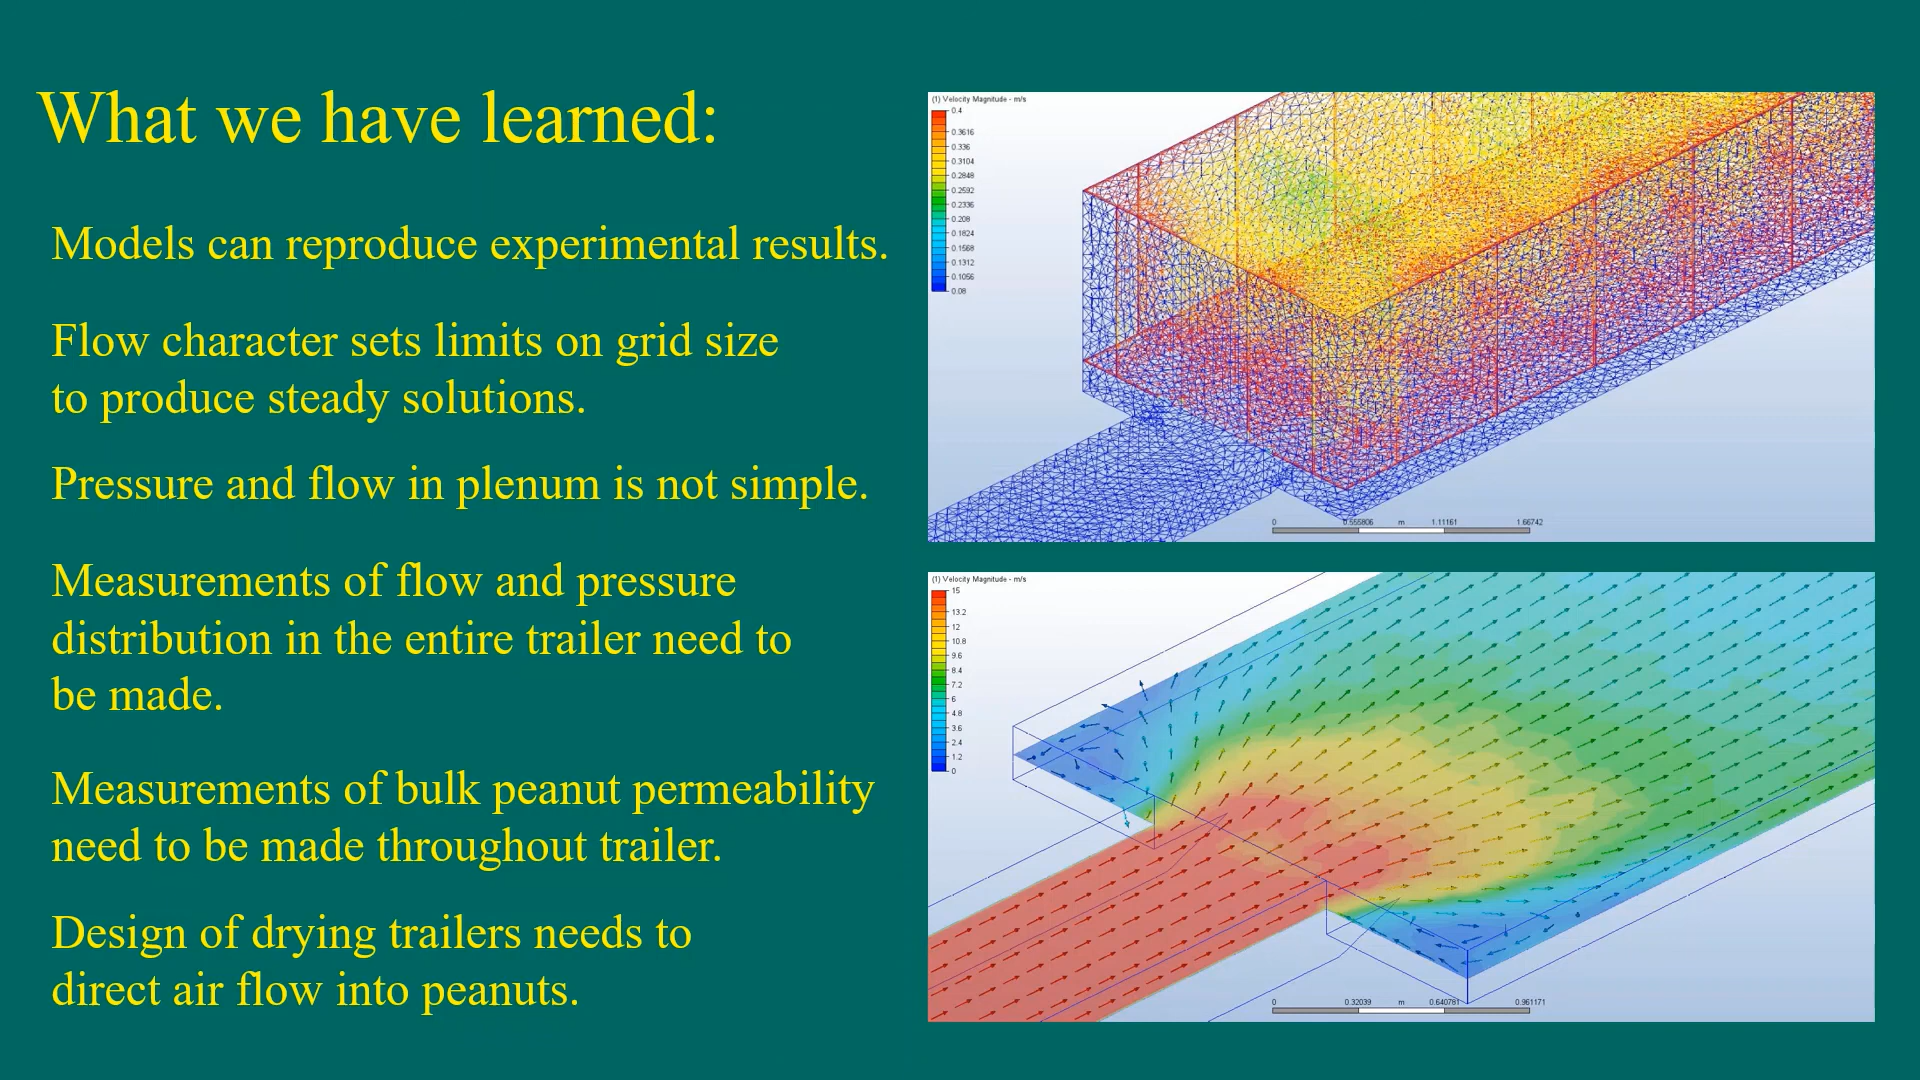 What we have learned:
Models can reproduce experimental results.
Flow character sets limits on grid size
to produce steady solutions.
Pressure and flow in plenum is not simple.
Measurements of flow and pressure
distribution in the entire trailer need to
be made.
Measurements of bulk peanut permeability
need to be made throughout trailer.
Design of drying trailers needs to
direct air flow into peanuts.
(1) Velocity Magnitude - m/s
0.4
0.3616
0.336
0.3104
0.2848
0.2592
0.2336
0.208
0.1824
0.1568
0.1312
0.1056
0.08
0 0.555806 m 1.11161 1.66742
(1) Velocity Magnitude - m/s
15
13.2
12
10.8
9.6
8.4
7.2
6
4.8
3.6
2.4
1.2
0
0 0.32039 m 0.640781 0.961171